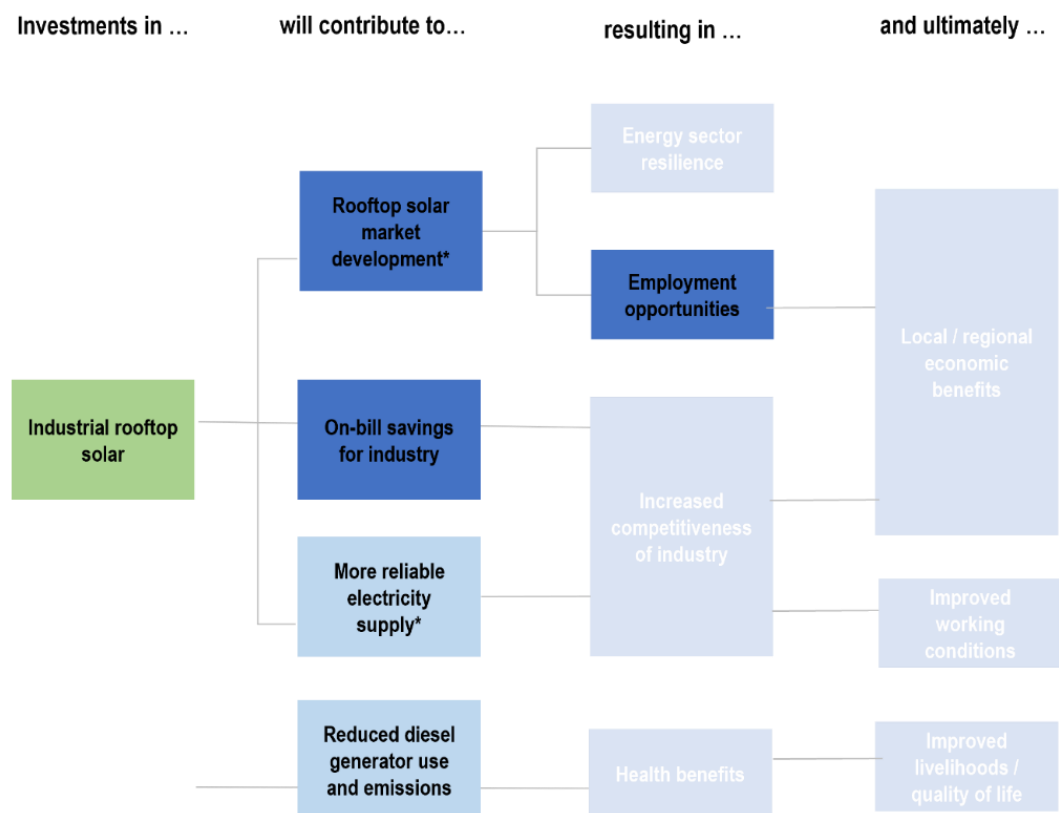 Investments in …
will contribute to…
resulting in …
and ultimately …
Energy sector
resilience
Rooftop solar
market
development*
Employment
opportunities
Local / regional
economic
benefits
Industrial rooftop
solar
On-bill savings
for industry
Increased
competitiveness
of industry
More reliable
electricity
supply*
Improved
working
conditions
Reduced diesel
generator use
and emissions
Health benefits
Improved
livelihoods /
quality of life